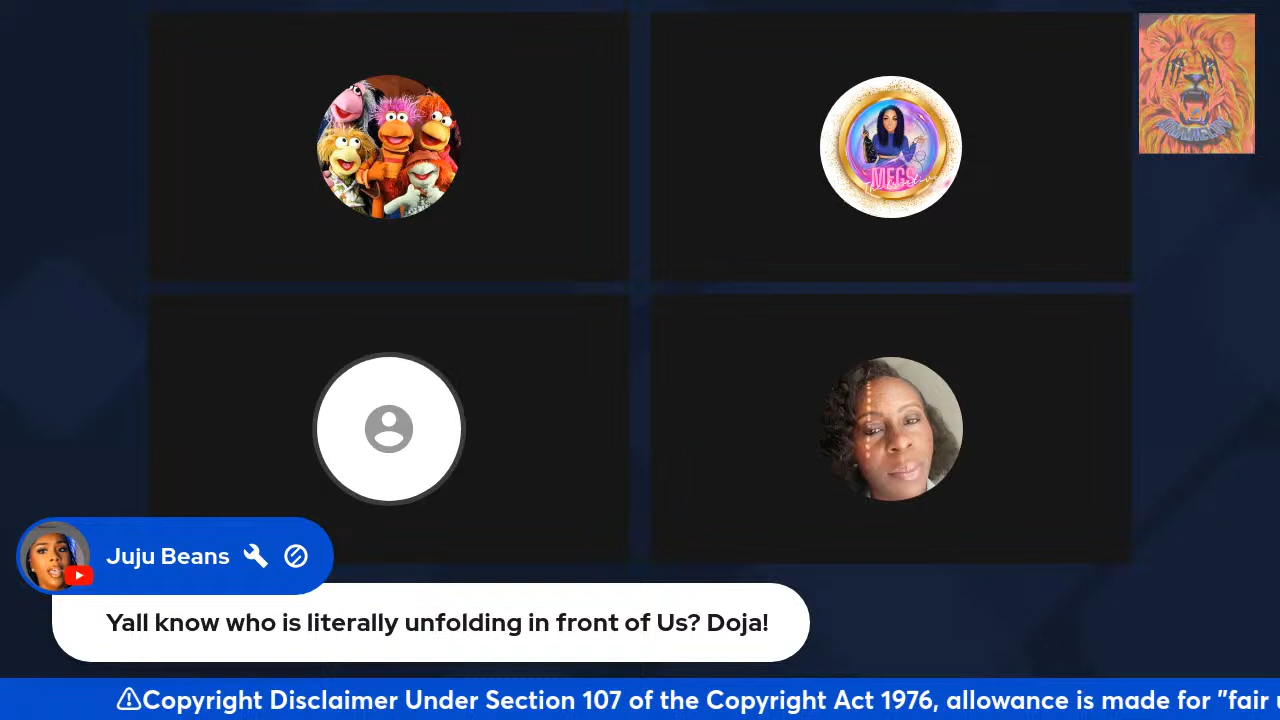 MEGS
Juju Beans
Yall know who is literally unfolding in front of Us? Doja!
⚠Copyright Disclaimer Under Section 107 of the Copyright Act 1976, allowance is made for "fair